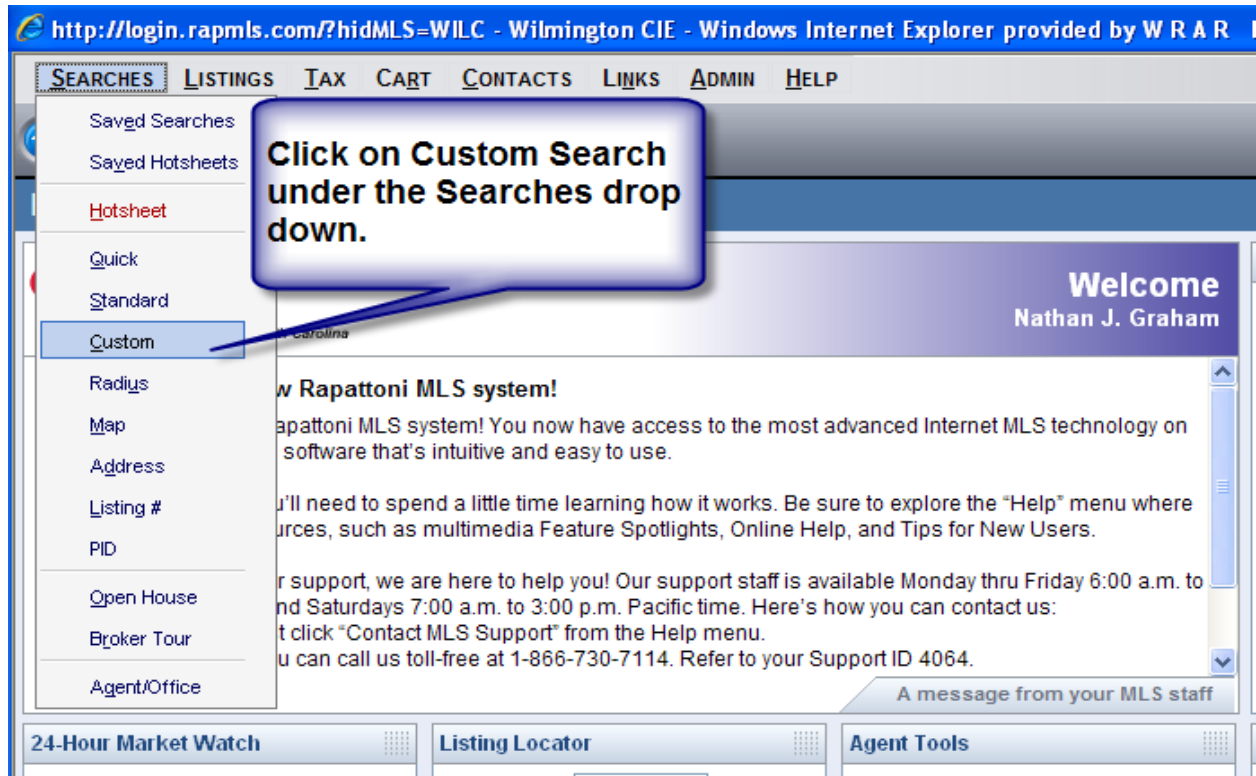 http://login.rapmls.com/?hidMLS=WILC - Wilmington CIE - Windows Internet Explorer provided by W R A R
SEARCHES LISTINGS TAX CART CONTACTS LINKS ADMIN HELP
Saved Searches
Saved Hotsheets
Hotsheet
Quick
Standard
Custom
Radius
Map
Address
Listing #
PID
Open House
Broker Tour
Agent/Office
Click on Custom Search
under the Searches drop
down.
Welcome
Nathan J. Graham
Carolina
Rapattoni MLS system!
apattoni MLS system! You now have access to the most advanced Internet MLS technology on
software that's intuitive and easy to use.
u'll need to spend a little time learning how it works. Be sure to explore the “Help” menu where
urces, such as multimedia Feature Spotlights, Online Help, and Tips for New Users.
r support, we are here to help you! Our support staff is available Monday thru Friday 6:00 a.m. to
nd Saturdays 7:00 a.m. to 3:00 p.m. Pacific time. Here's how you can contact us:
t click “Contact MLS Support” from the Help menu.
u can call us toll-free at 1-866-730-7114. Refer to your Support ID 4064.
A message from your MLS staff
24-Hour Market Watch
Listing Locator
Agent Tools